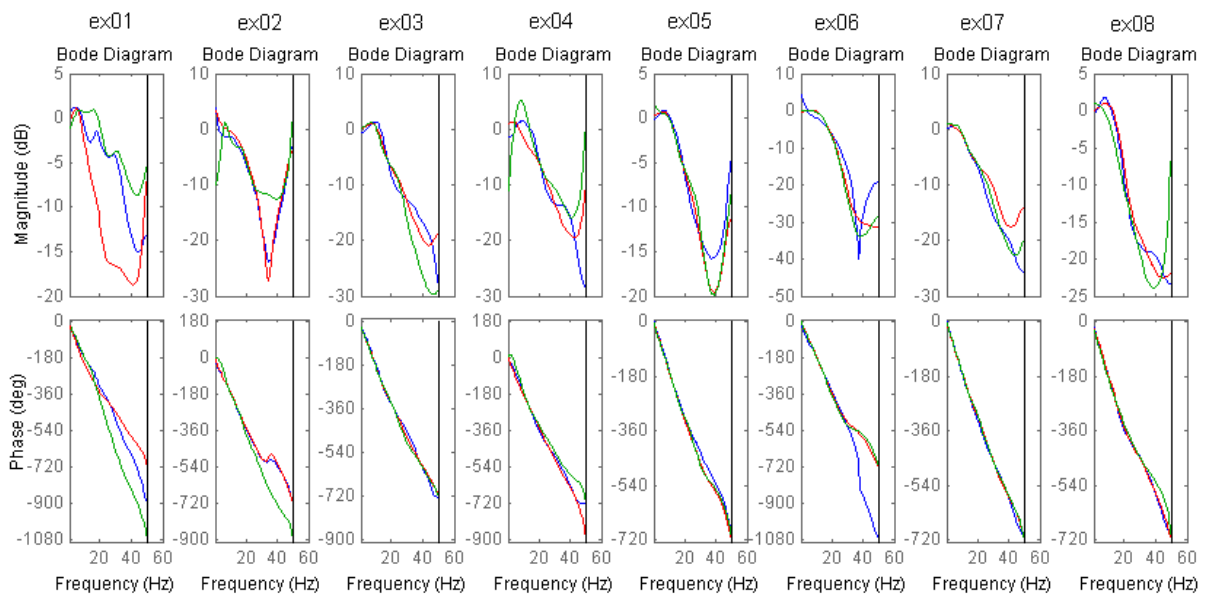 ex01 ex02 ex03 ex04 ex05 ex06 ex07 ex08
Bode Diagram Bode Diagram Bode Diagram Bode Diagram Bode Diagram Bode Diagram Bode Diagram Bode Diagram
Magnitude (dB)
5 0 -5 -10 -15 -20
10 0 -10 -20 -30
10 0 -10 -20 -30
10 0 -10 -20 -30
5 0 -5 -10 -15 -20
10 0 -10 -20 -30 -40 -50
10 0 -10 -20 -30
5 0 -5 -10 -15 -20 -25
Phase (deg)
0 -180 -360 -540 -720 -900 -1080
180 0 -180 -360 -540 -720 -900
0 -180 -360 -540 -720 -900
180 0 -180 -360 -540 -720 -900
0 -180 -360 -540 -720
0 -180 -360 -540 -720 -900 -1080
0 -180 -360 -540 -720
0 -180 -360 -540 -720
20 40 60 20 40 60 20 40 60 20 40 60 20 40 60 20 40 60 20 40 60 20 40 60
Frequency (Hz) Frequency (Hz) Frequency (Hz) Frequency (Hz) Frequency (Hz) Frequency (Hz) Frequency (Hz) Frequency (Hz)